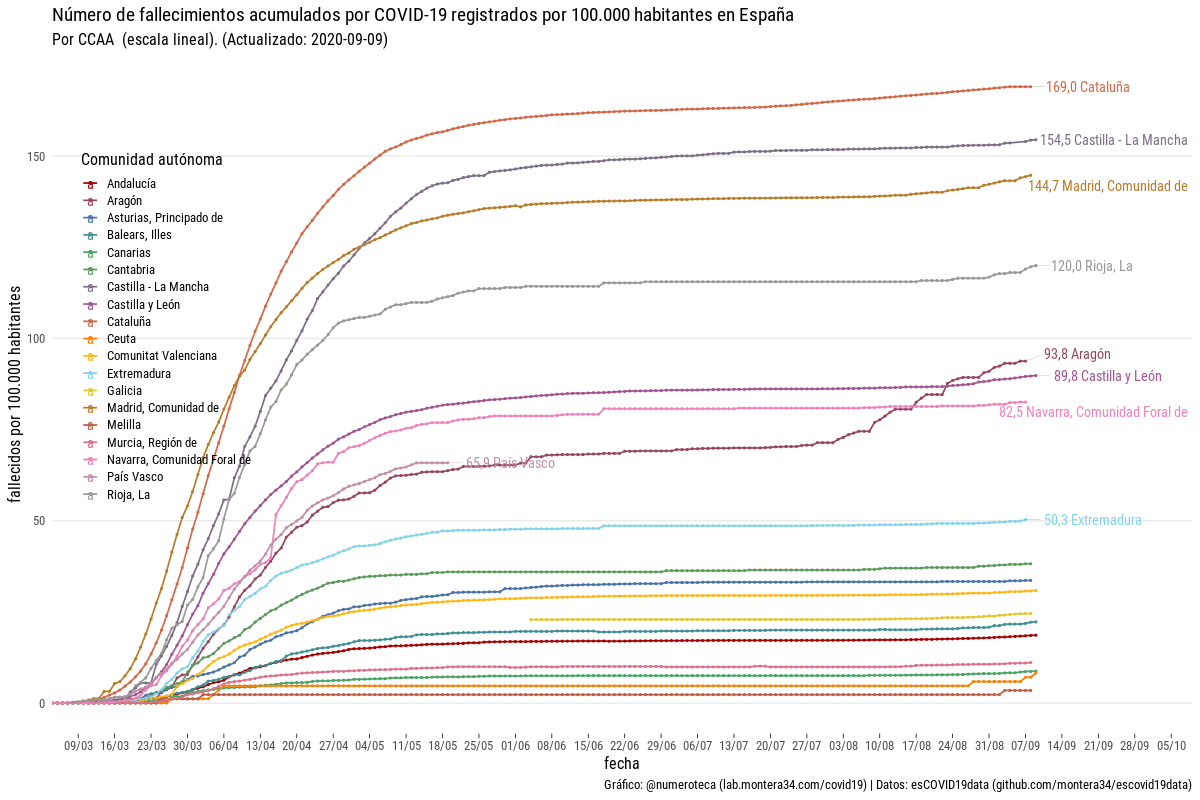 Número de fallecimientos acumulados por COVID-19 registrados por 100.000 habitantes en España
Por CCAA  (escala lineal). (Actualizado: 2020-09-09)
fallecidos por 100.000 habitantes
150
100
50
0
Comunidad autónoma
Andalucía
Aragón
Asturias, Principado de
Balears, Illes
Canarias
Cantabria
Castilla - La Mancha
Castilla y León
Cataluña
Ceuta
Comunitat Valenciana
Extremadura
Galicia
Madrid, Comunidad de
Melilla
Murcia, Región de
Navarra, Comunidad Foral de
País Vasco
Rioja, La
169,0 Cataluña
154,5 Castilla - La Mancha
144,7 Madrid, Comunidad de
120,0 Rioja, La
93,8 Aragón
89,8 Castilla y León
82,5 Navarra, Comunidad Foral de
65,9 País Vasco
50,3 Extremadura
09/03 16/03 23/03 30/03 06/04 13/04 20/04 27/04 04/05 11/05 18/05 25/05 01/06 08/06 15/06 22/06 29/06 06/07 13/07 20/07 27/07 03/08 10/08 17/08 24/08 31/08 07/09 14/09 21/09 28/09 05/10
fecha
Gráfico: @numeroteca (lab.montera34.com/covid19) | Datos: esCOVID19data (github.com/montera34/escovid19data)